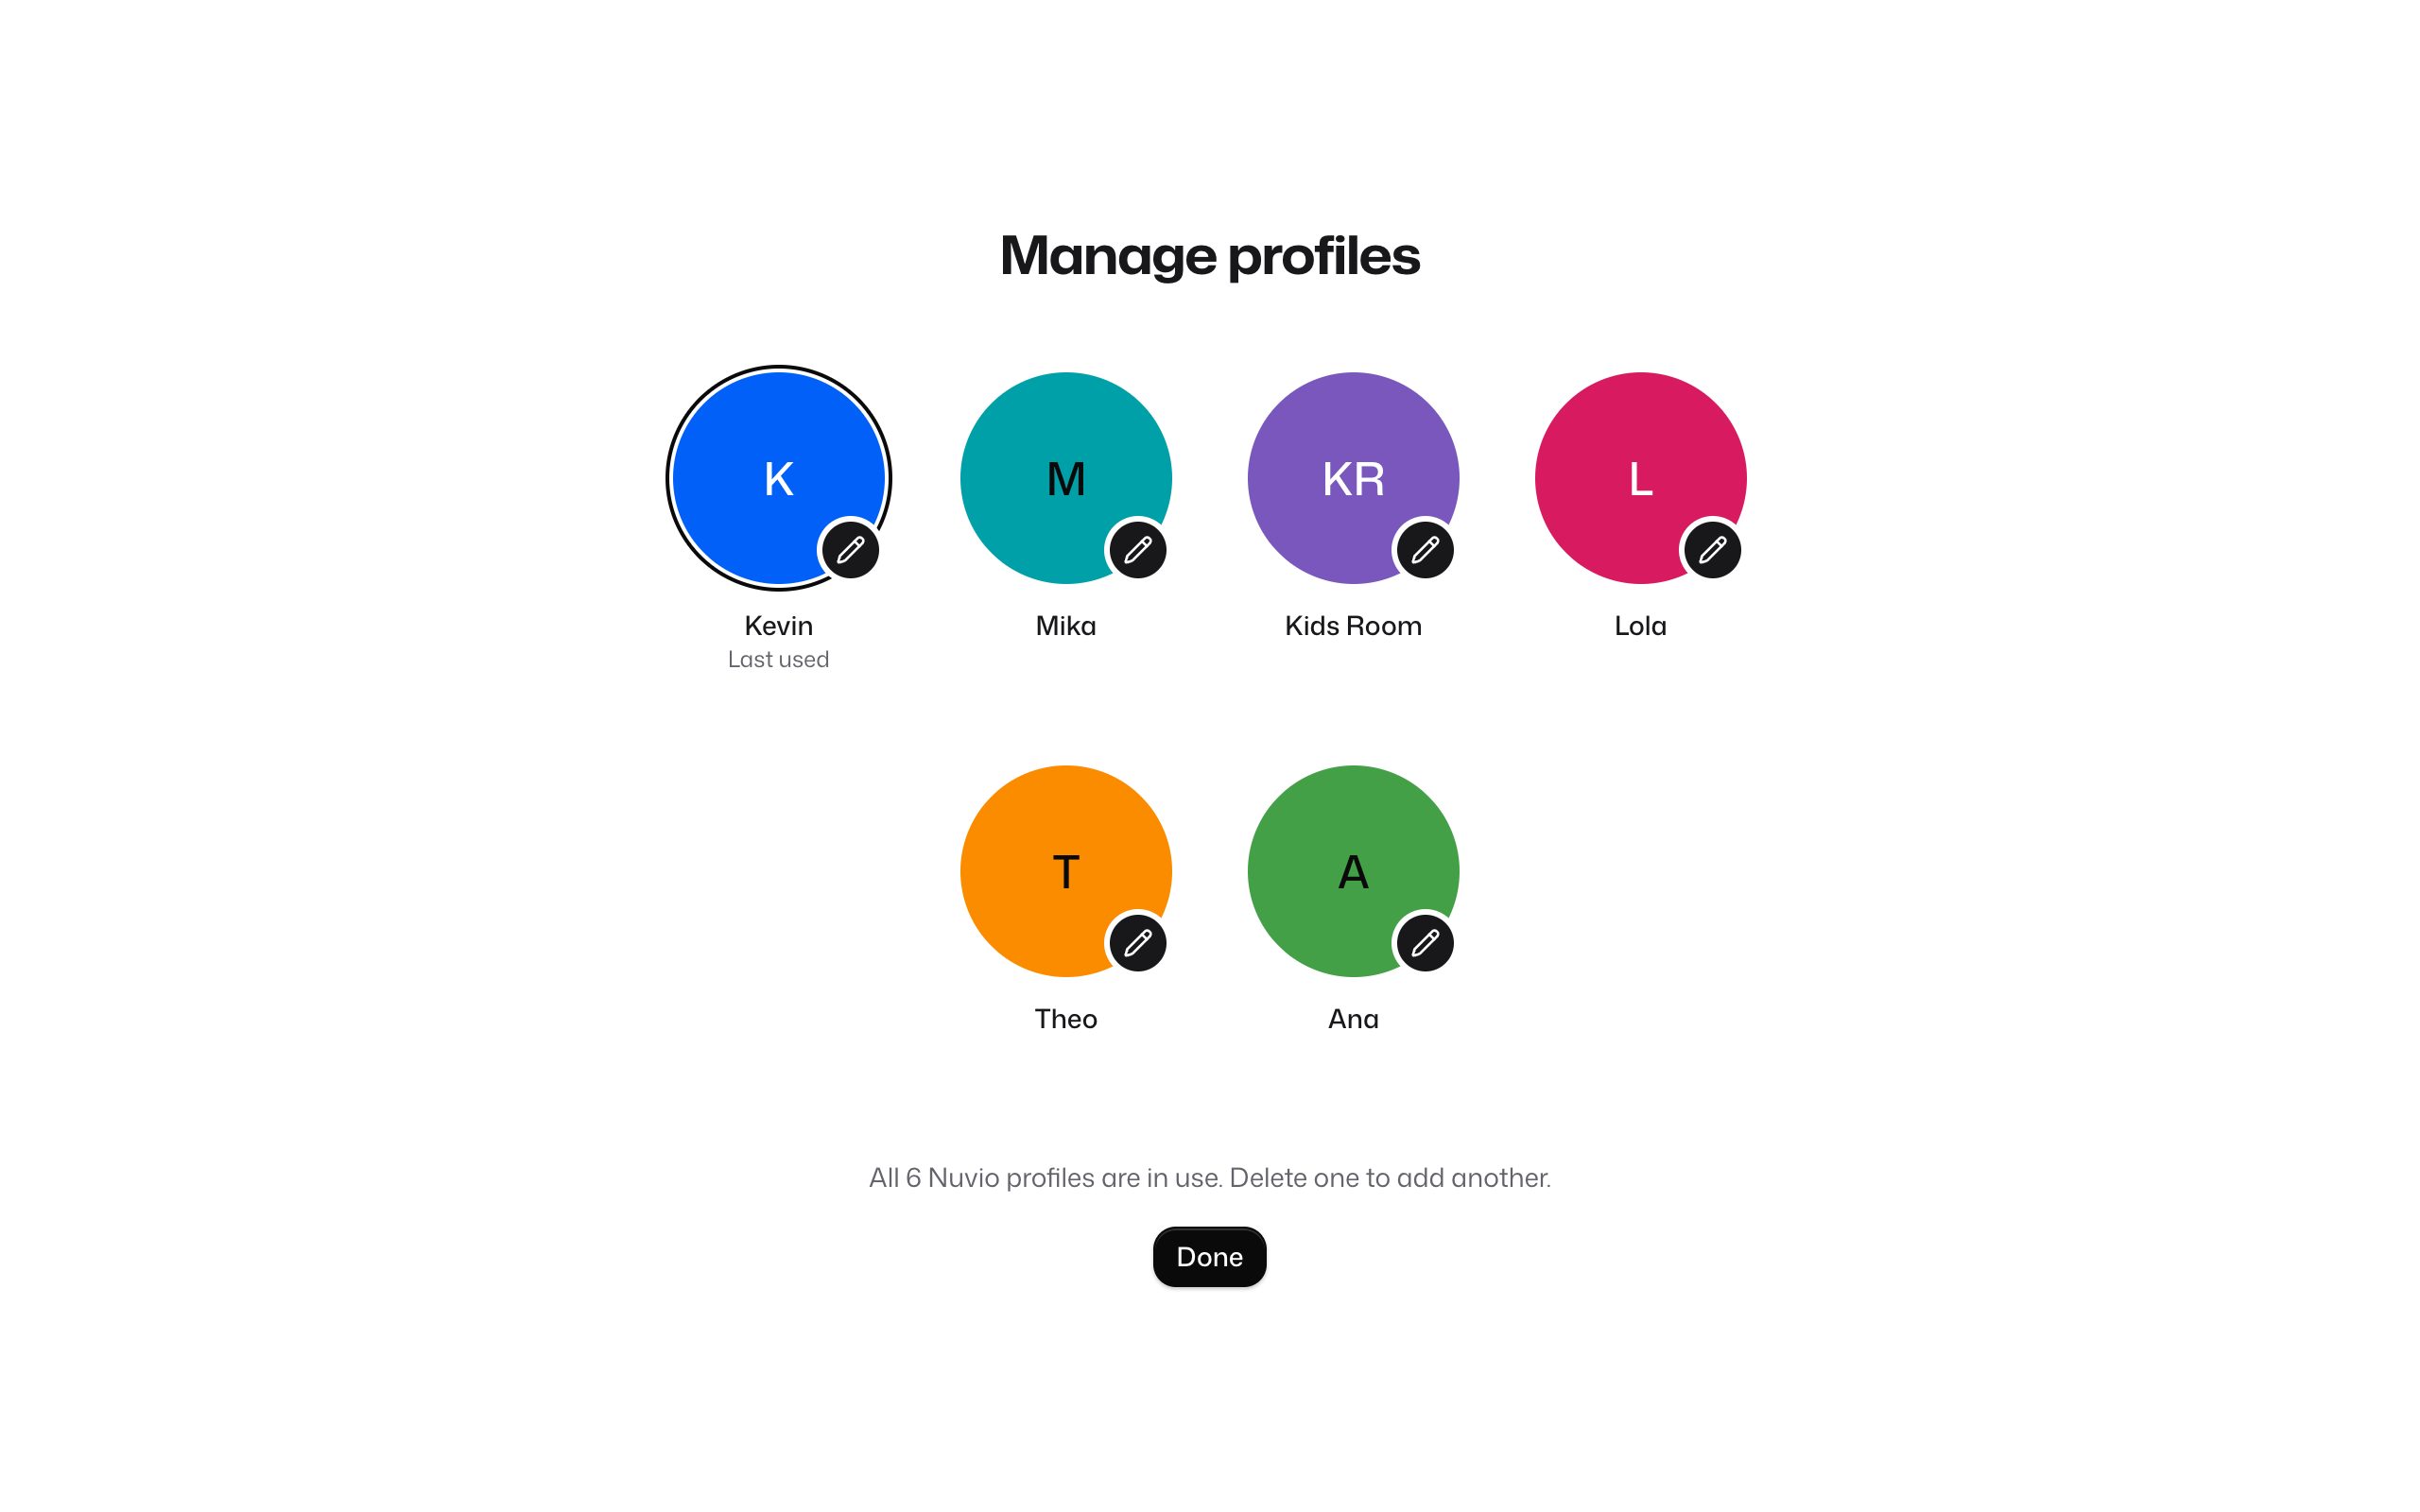 Manage profiles
K
M
KR
L
Kevin
Mika
Kids Room
Lola
Last used
T
A
Theo
Ana
All 6 Nuvio profiles are in use. Delete one to add another.
Done